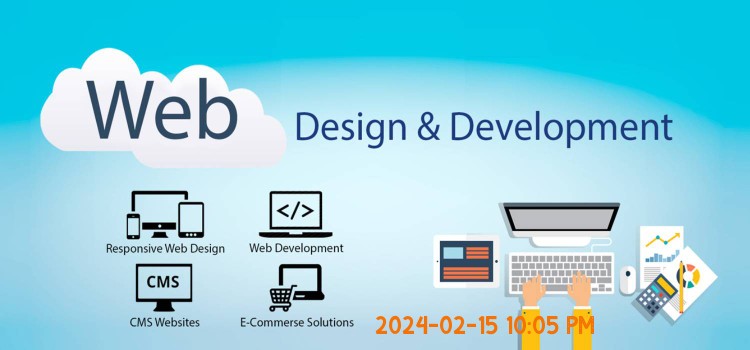 Web
Design & Development
Responsive Web Design
Web Development
</>
CMS
CMS Websites
E-Commerse Solutions
2024-02-15 10:05 PM